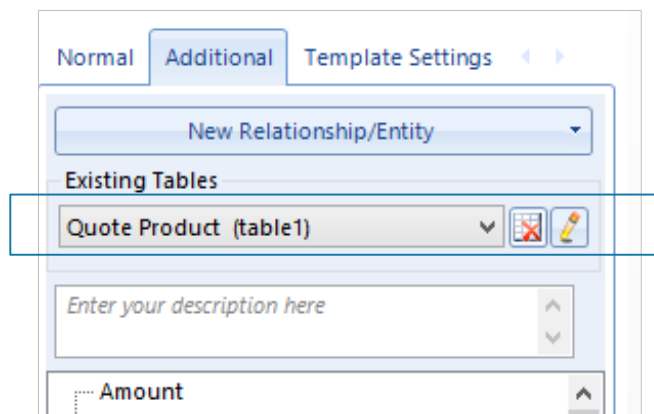 Normal Additional Template Settings
New Relationship/Entity
Existing Tables
Quote Product (table1)
Enter your description here
Amount